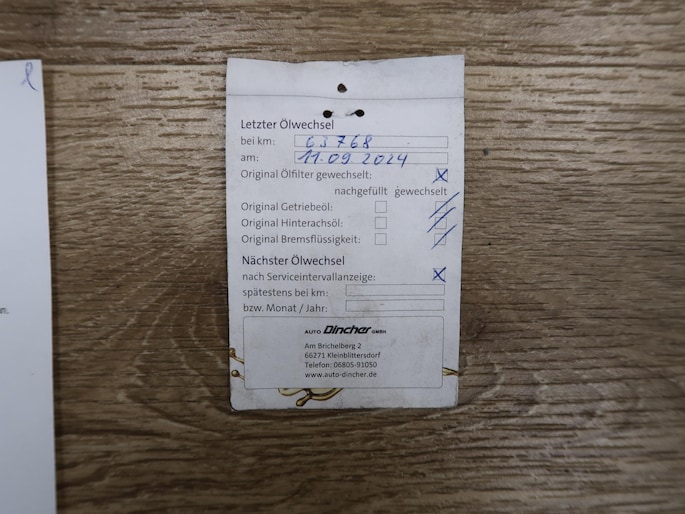 Letzter Ölwechsel
bei km: 63768
am: 11.09.2024
Original Ölfilter gewechselt:
nachgefüllt gewechselt
Original Getriebeöl:
Original Hinterachsöl:
Original Bremsflüssigkeit:
Nächster Ölwechsel
nach Serviceintervallanzeige:
spätestens bei km:
bzw. Monat / Jahr:
AUTO Dincher GMBH
Am Brichelberg 2
66271 Kleinblittersdorf
Telefon: 06805-91050
www.auto-dincher.de